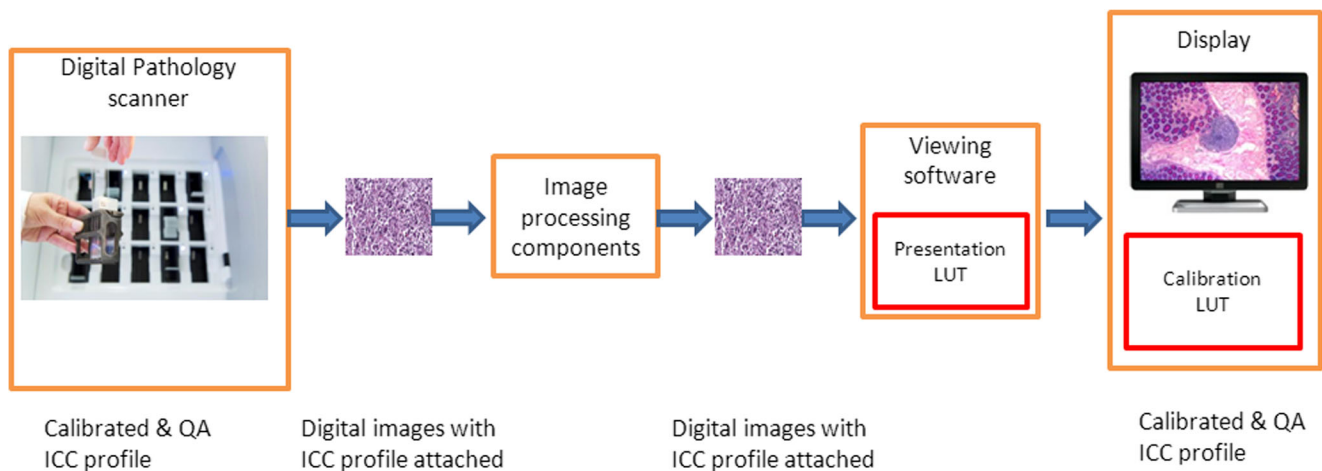 Digital Pathology
scanner
Image
processing
components
Viewing
software
Presentation
LUT
Display
Calibration
LUT
Calibrated & QA
ICC profile
Digital images with
ICC profile attached
Digital images with
ICC profile attached
Calibrated & QA
ICC profile